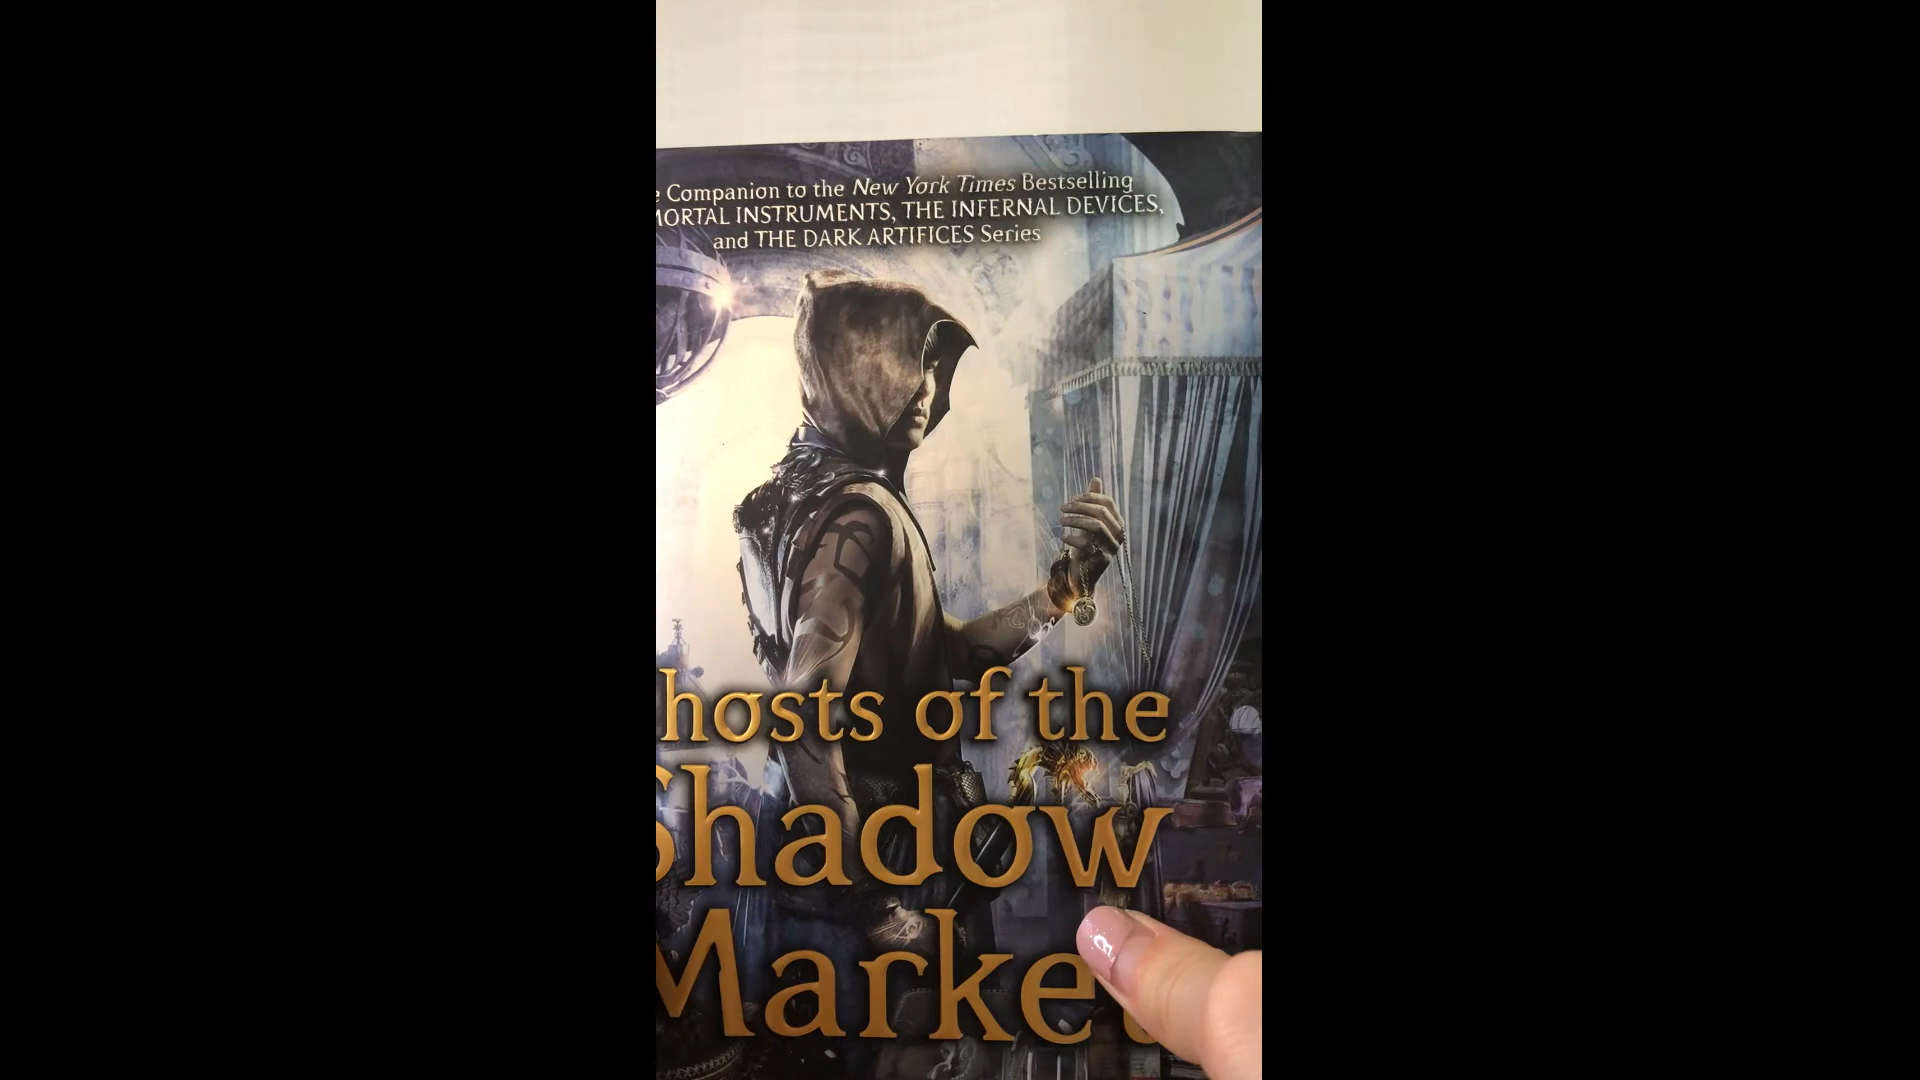 e Companion to the New York Times Bestselling
MORTAL INSTRUMENTS, THE INFERNAL DEVICES,
and THE DARK ARTIFICES Series
hosts of the
Shadow
Market